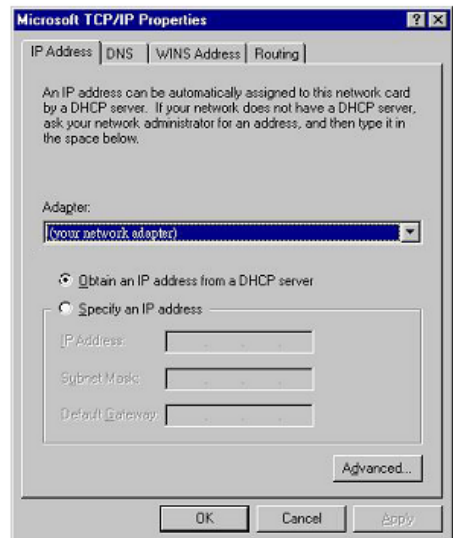 Microsoft TCP/IP Properties
IP Address DNS WINS Address Routing
An IP address can be automatically assigned to this network card
by a DHCP server. If your network does not have a DHCP server,
ask your network administrator for an address, and then type it in
the space below.
Adapter:
(your network adapter)
Obtain an IP address from a DHCP server
Specify an IP address
IP Address:
Subnet Mask:
Default Gateway:
Advanced...
OK Cancel Apply